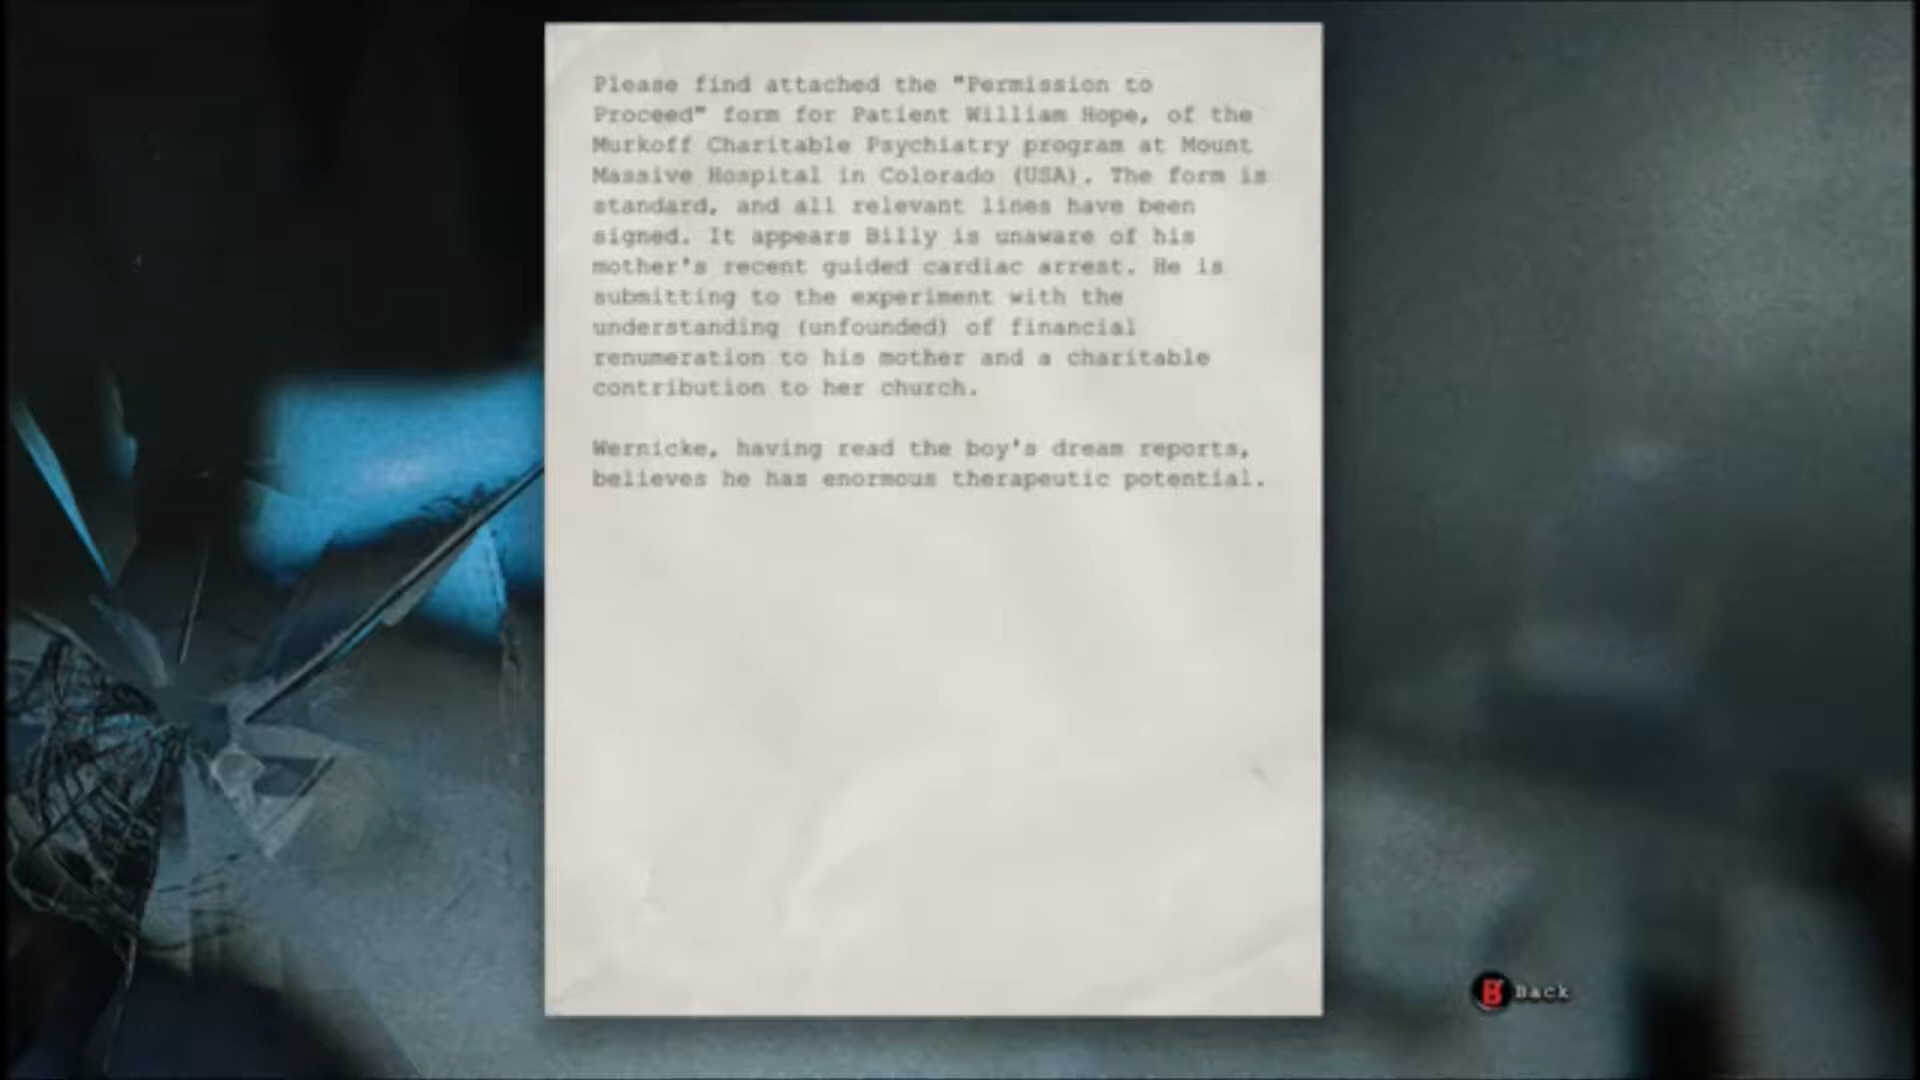 Please find attached the "Permission to
Proceed" form for Patient William Hope, of the
Murkoff Charitable Psychiatry program at Mount
Massive Hospital in Colorado (USA). The form is
standard, and all relevant lines have been
signed. It appears Billy is unaware of his
mother's recent guided cardiac arrest. He is
submitting to the experiment with the
understanding (unfounded) of financial
renumeration to his mother and a charitable
contribution to her church.

Wernicke, having read the boy's dream reports,
believes he has enormous therapeutic potential.
B Back